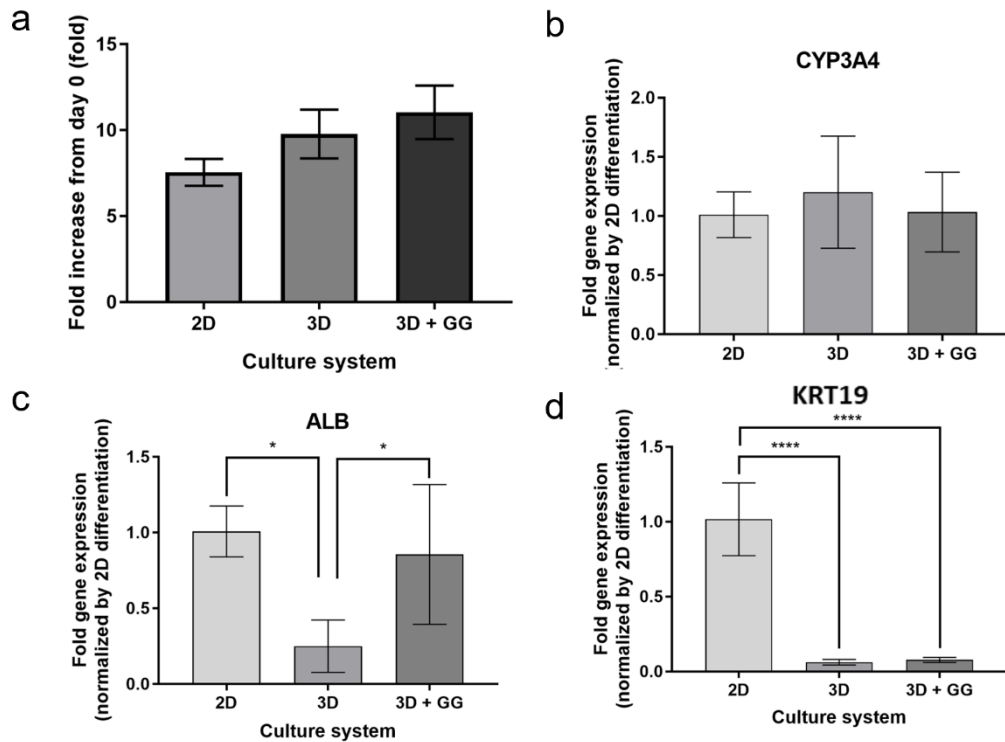 a
Fold increase from day 0 (fold)
15
10
5
0
2D
3D
3D + GG
Culture system
b
CYP3A4
Fold gene expression
(normalized by 2D differentiation)
2.0
1.5
1.0
0.5
0.0
2D
3D
3D + GG
c
ALB
Fold gene expression
(normalized by 2D differentiation)
1.5
1.0
0.5
0.0
*
*
2D
3D
3D + GG
Culture system
d
KRT19
Fold gene expression
(normalized by 2D differentiation)
1.5
1.0
0.5
0.0
****
****
2D
3D
3D + GG
Culture system